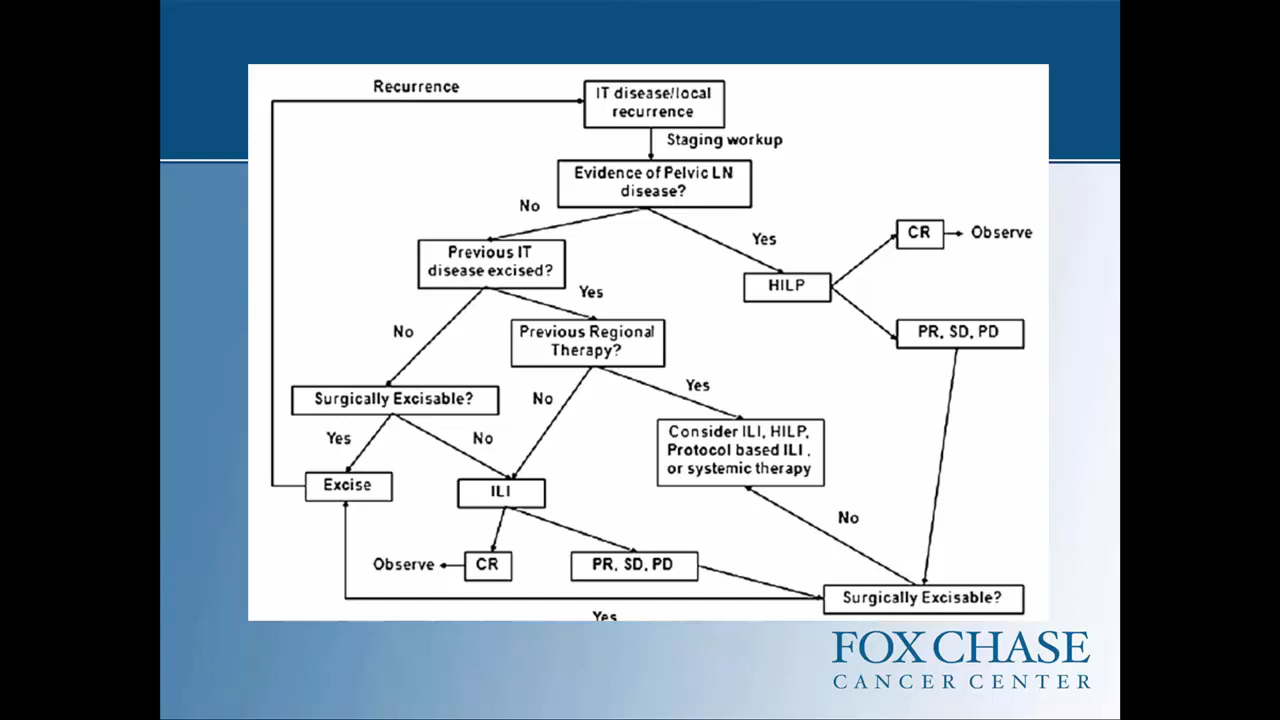 Recurrence
IT disease/local
recurrence
Staging workup
Evidence of Pelvic LN
disease?
No
Yes
CR
Observe
Previous IT
disease excised?
HILP
Yes
No
Previous Regional
Therapy?
PR, SD, PD
Surgically Excisable?
No
Yes
Yes
No
Consider ILI, HILP,
Protocol based ILI ,
or systemic therapy
Excise
ILI
No
Observe
CR
PR, SD, PD
Surgically Excisable?
Yes
FOX CHASE
CANCER CENTER